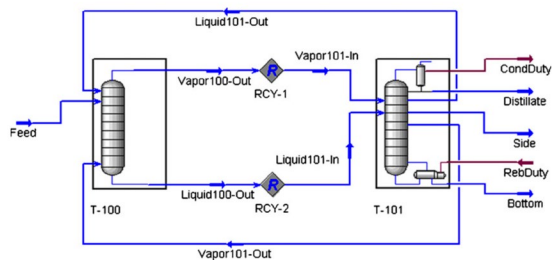 Liquid101-Out
Vapor101-In
CondDuty
Vapor100-Out
R
RCY-1
Distillate
Feed
Side
Liquid101-In
RebDuty
R
Liquid100-Out
RCY-2
Bottom
T-100
T-101
Vapor101-Out